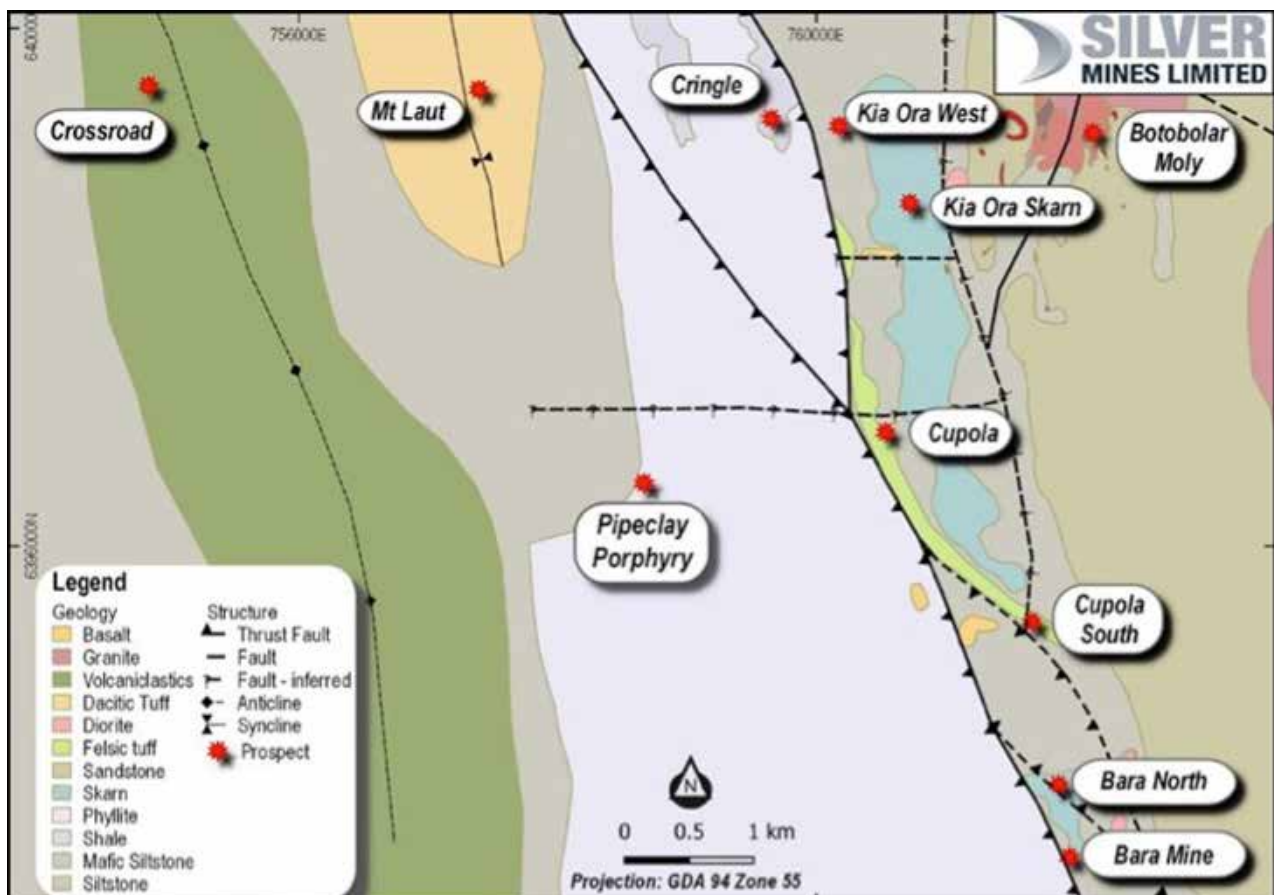 6400000
756000E
760000E
SILVER
MINES LIMITED
Crossroad
Mt Laut
Cringle
Kia Ora West
Botobolar
Moly
Kia Ora Skarn
Cupola
Pipeclay
Porphyry
6396000N
Cupola
South
Bara North
Bara Mine
Legend
Geology
Basalt
Granite
Volcaniclastics
Dacitic Tuff
Diorite
Felsic tuff
Sandstone
Skarn
Phyllite
Shale
Mafic Siltstone
Siltstone
Structure
Thrust Fault
Fault
Fault - inferred
Anticline
Syncline
Prospect
N
0 0.5 1 km
Projection: GDA 94 Zone 55